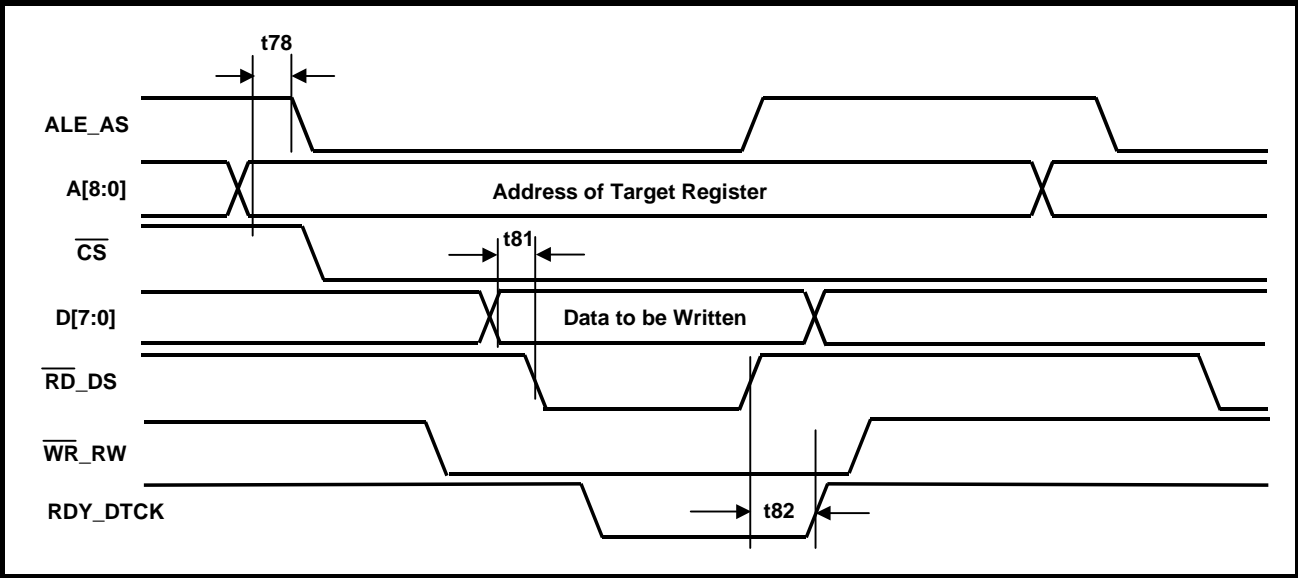 t78
ALE_AS
A[8:0]
Address of Target Register
CS
t81
D[7:0]
Data to be Written
RD_DS
WR_RW
RDY_DTCK
t82